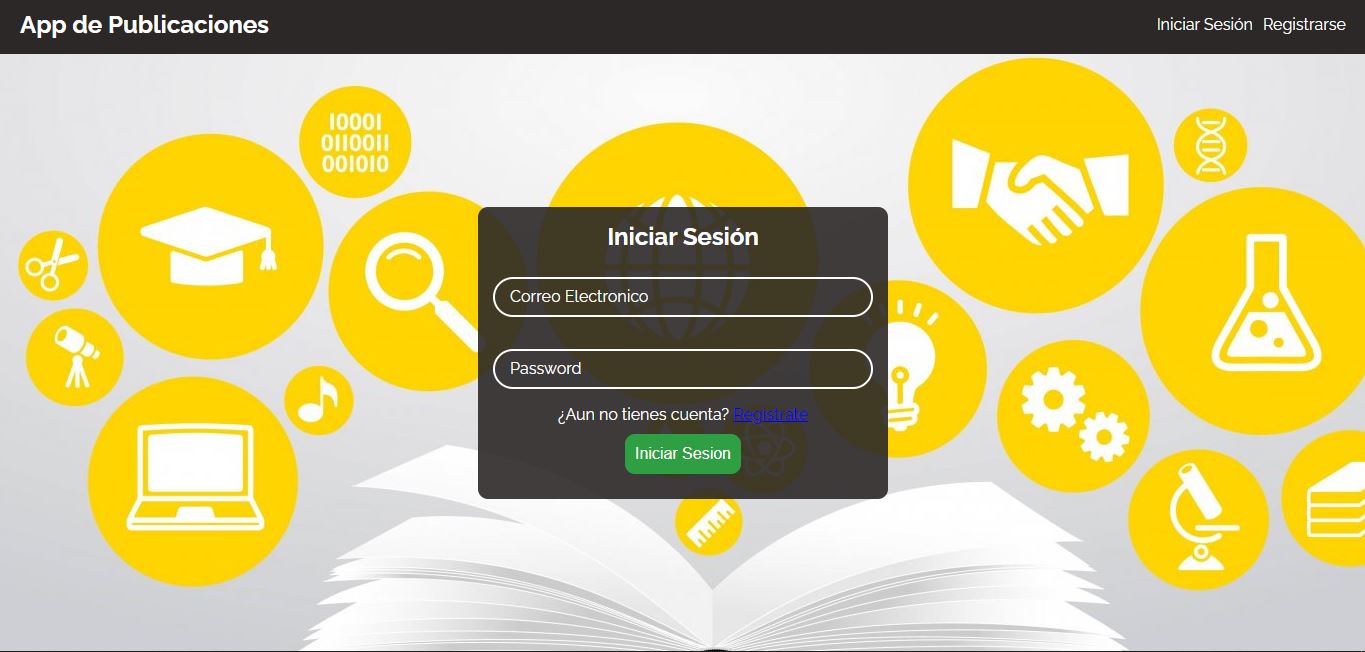 App de Publicaciones
Iniciar Sesión Registrarse
10001
0110011
001010
Iniciar Sesión
Correo Electronico
Password
¿Aun no tienes cuenta? Registrate
Iniciar Sesion